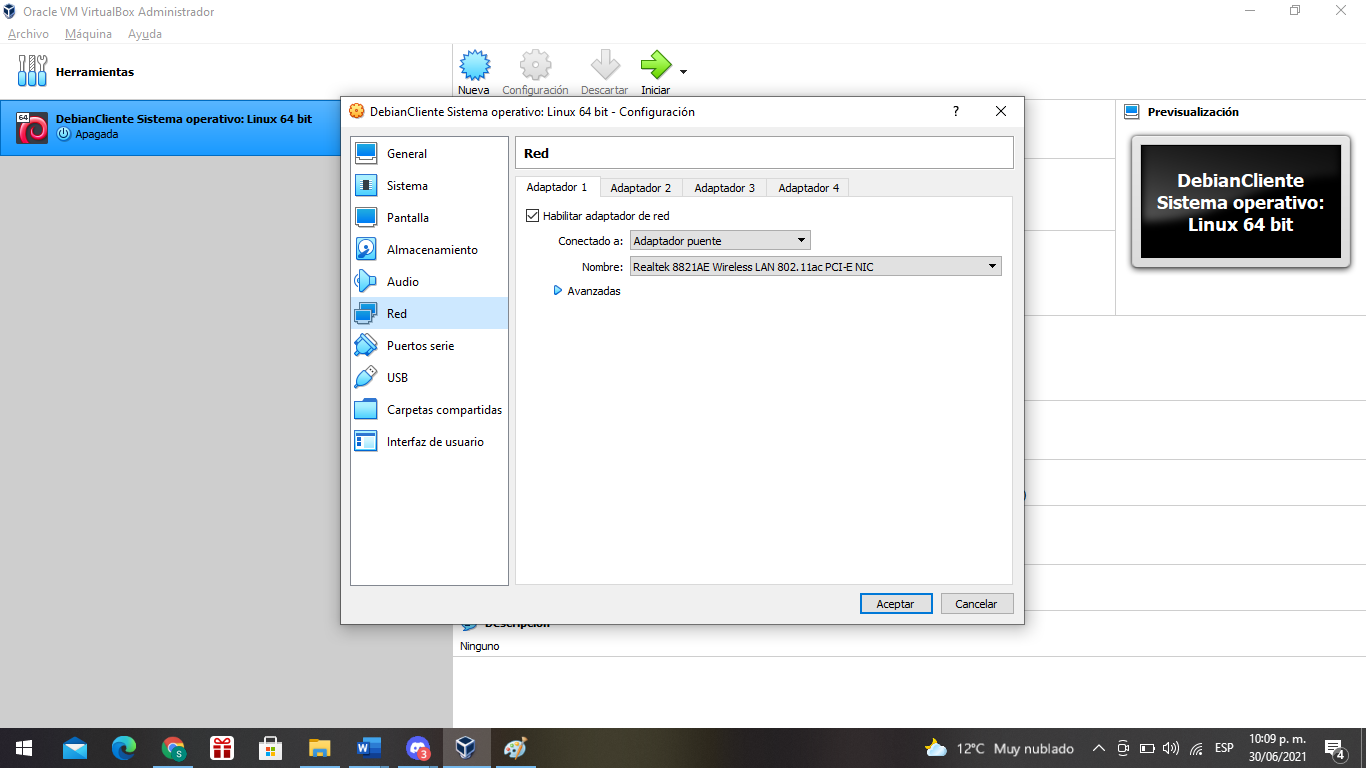 Oracle VM VirtualBox Administrador
Archivo Máquina Ayuda
Herramientas
Nueva Configuración Descartar Iniciar
64
DebianCliente Sistema operativo: Linux 64 bit
Apagada
DebianCliente Sistema operativo: Linux 64 bit - Configuración ?
General
Sistema
Pantalla
Almacenamiento
Audio
Red
Puertos serie
USB
Carpetas compartidas
Interfaz de usuario
Red
Adaptador 1 Adaptador 2 Adaptador 3 Adaptador 4
Habilitar adaptador de red
Conectado a: Adaptador puente
Nombre: Realtek 8821AE Wireless LAN 802.11ac PCI-E NIC
Avanzadas
Aceptar Cancelar
Previsualización
DebianCliente
Sistema operativo:
Linux 64 bit
Descripción
Ninguno
S
3
12°C Muy nublado
ESP
10:09 p. m.
30/06/2021
4